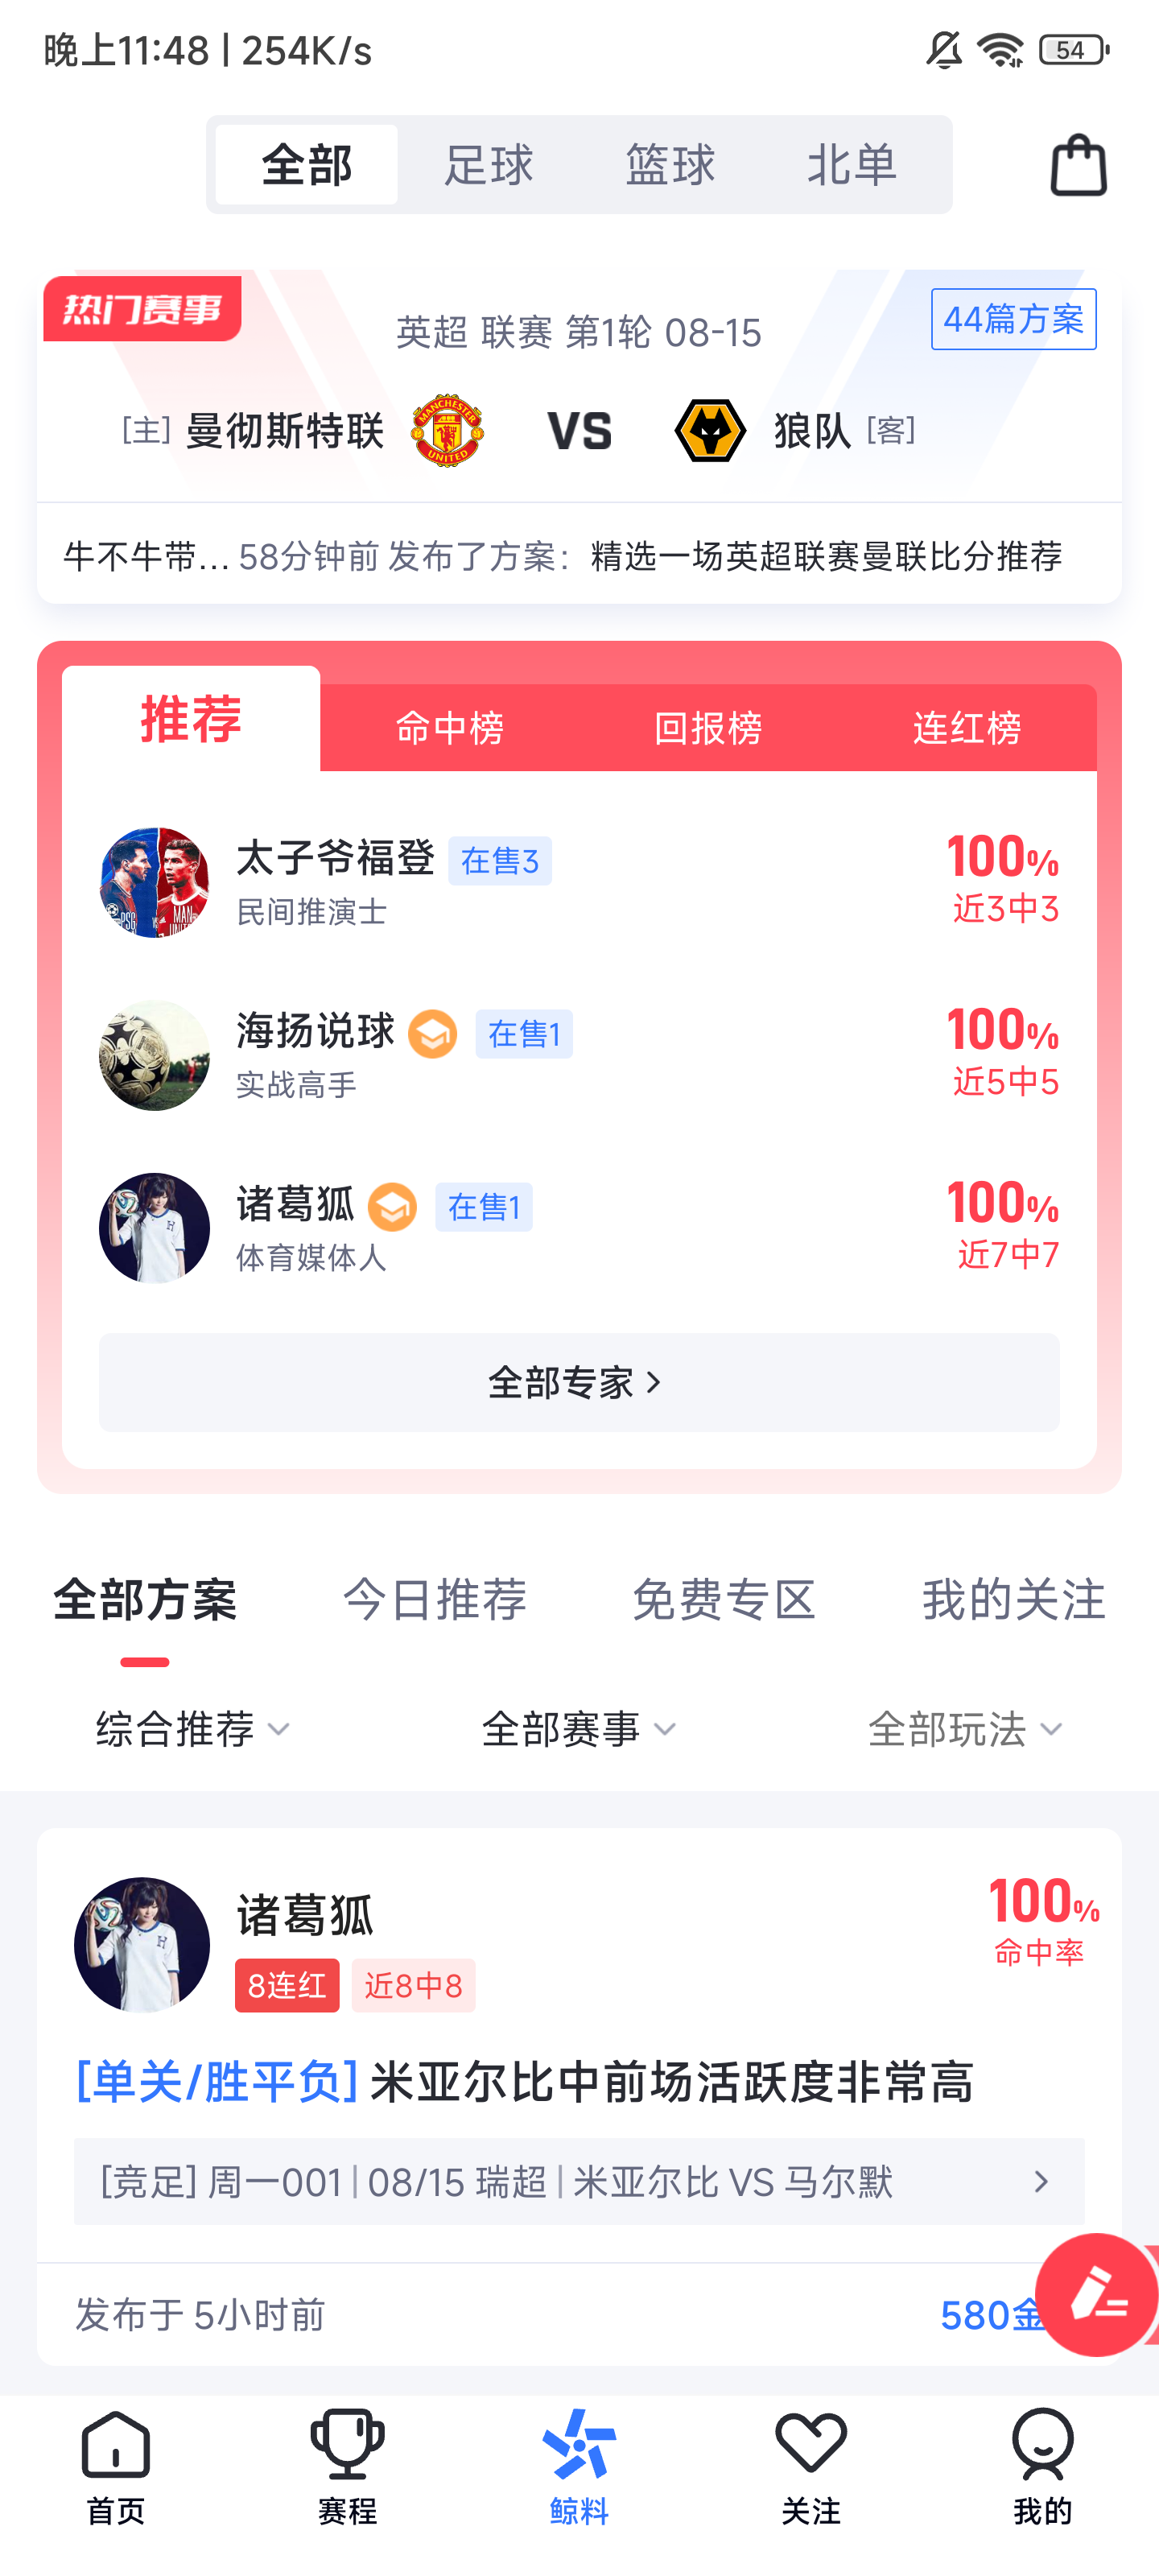 晚上11:48 | 254K/s
54
全部 足球 篮球 北单
热门赛事
英超 联赛 第1轮 08-15
44篇方案
[主] 曼彻斯特联 MANCHESTER UNITED VS 狼队 [客]
牛不牛带... 58分钟前 发布了方案：精选一场英超联赛曼联比分推荐
推荐 命中榜 回报榜 连红榜
太子爷福登 在售3
民间推演士
100%
近3中3
PSG
MAN
海扬说球 在售1
实战高手
100%
近5中5
诸葛狐 在售1
体育媒体人
100%
近7中7
H
全部专家
全部方案 今日推荐 免费专区 我的关注
综合推荐 全部赛事 全部玩法
诸葛狐
8连红 近8中8
100%
命中率
H
[单关/胜平负] 米亚尔比中前场活跃度非常高
[竞足] 周一001 | 08/15 瑞超 | 米亚尔比 VS 马尔默
发布于 5小时前
580金
首页 赛程 鲸料 关注 我的